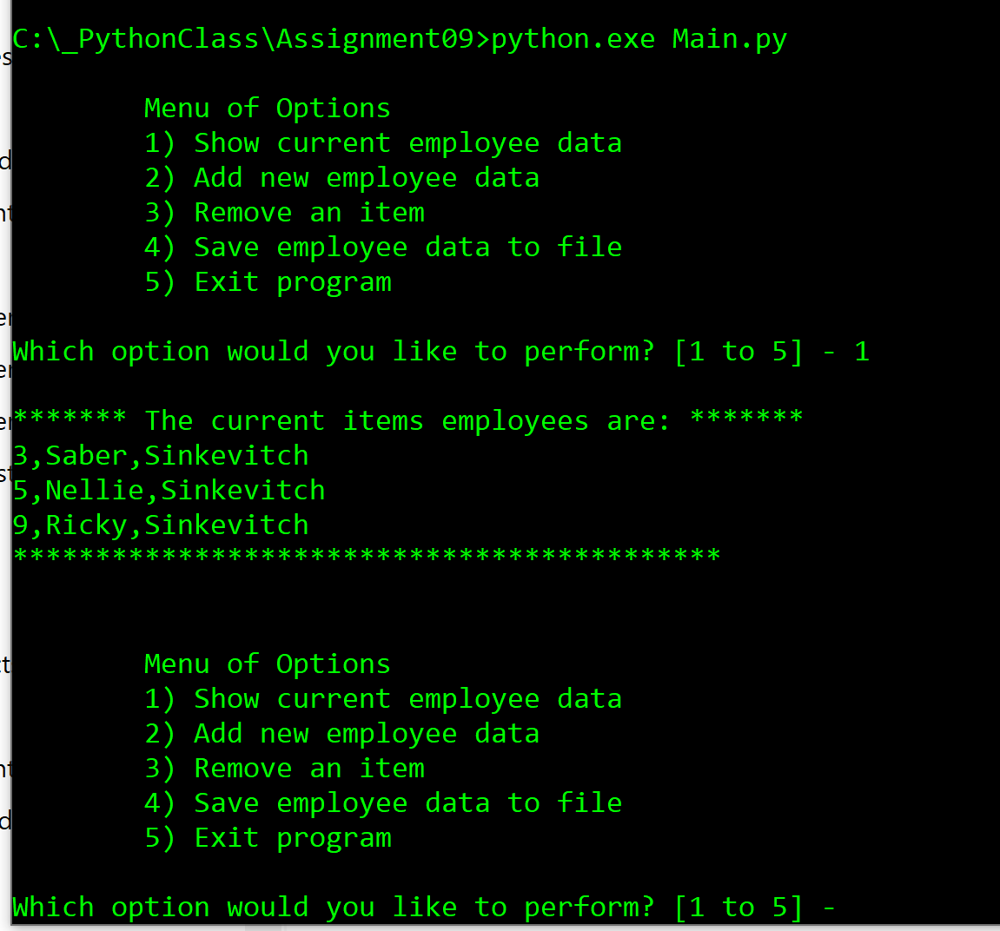 C:\_PythonClass\Assignment09>python.exe Main.py
Menu of Options
1) Show current employee data
2) Add new employee data
3) Remove an item
4) Save employee data to file
5) Exit program
Which option would you like to perform? [1 to 5] - 1
******* The current items employees are: *******
3,Saber,Sinkevitch
5,Nellie,Sinkevitch
9,Ricky,Sinkevitch
*******************************************
Menu of Options
1) Show current employee data
2) Add new employee data
3) Remove an item
4) Save employee data to file
5) Exit program
Which option would you like to perform? [1 to 5] -